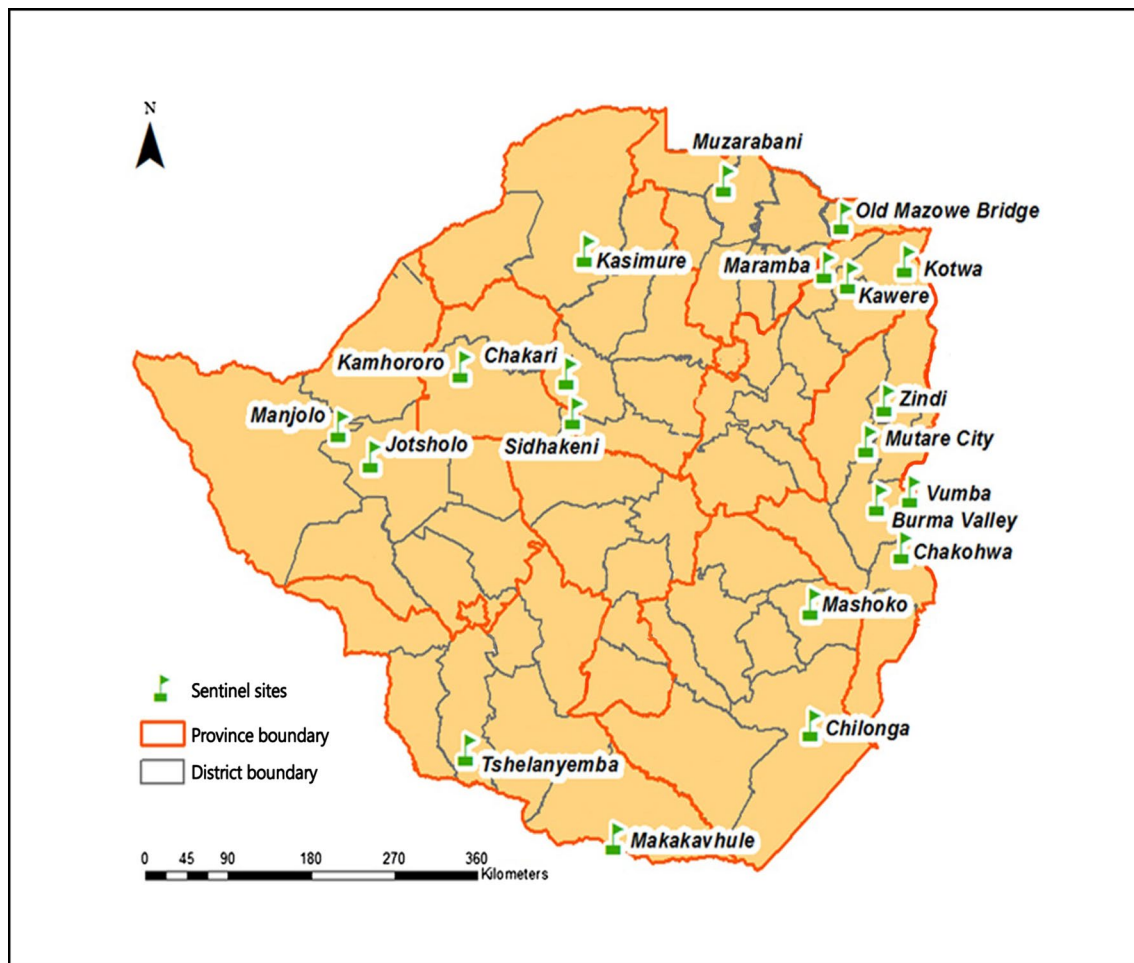 N
Muzarabani
Old Mazowe Bridge
Kasimure
Maramba
Kotwa
Kawere
Kamhororo
Chakari
Zindi
Manjolo
Mutare City
Jotsholo
Sidhakeni
Vumba
Burma Valley
Chakohwa
Mashoko
Sentinel sites
Province boundary
District boundary
Chilonga
Tshelanyemba
Makakavhule
0 45 90 180 270 360
Kilometers